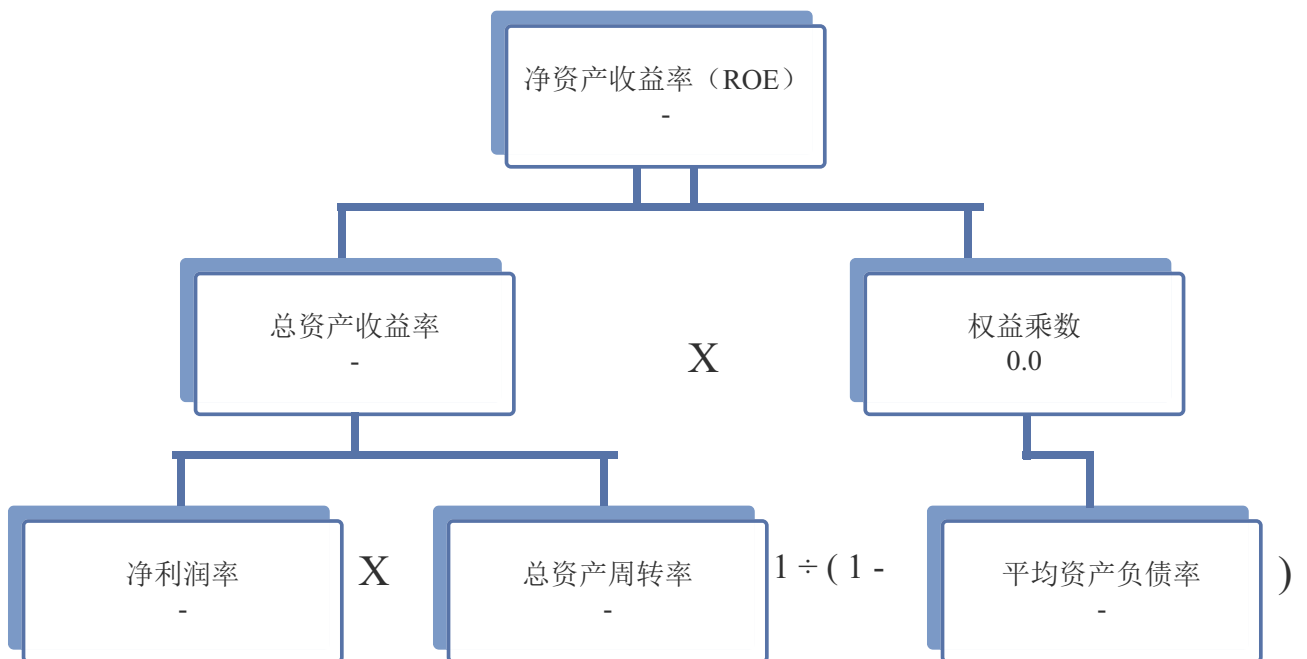 净资产收益率（ROE）
-
总资产收益率
-
X
权益乘数
0.0
净利润率
-
X
总资产周转率
-
1 ÷ ( 1 -
平均资产负债率
-
)